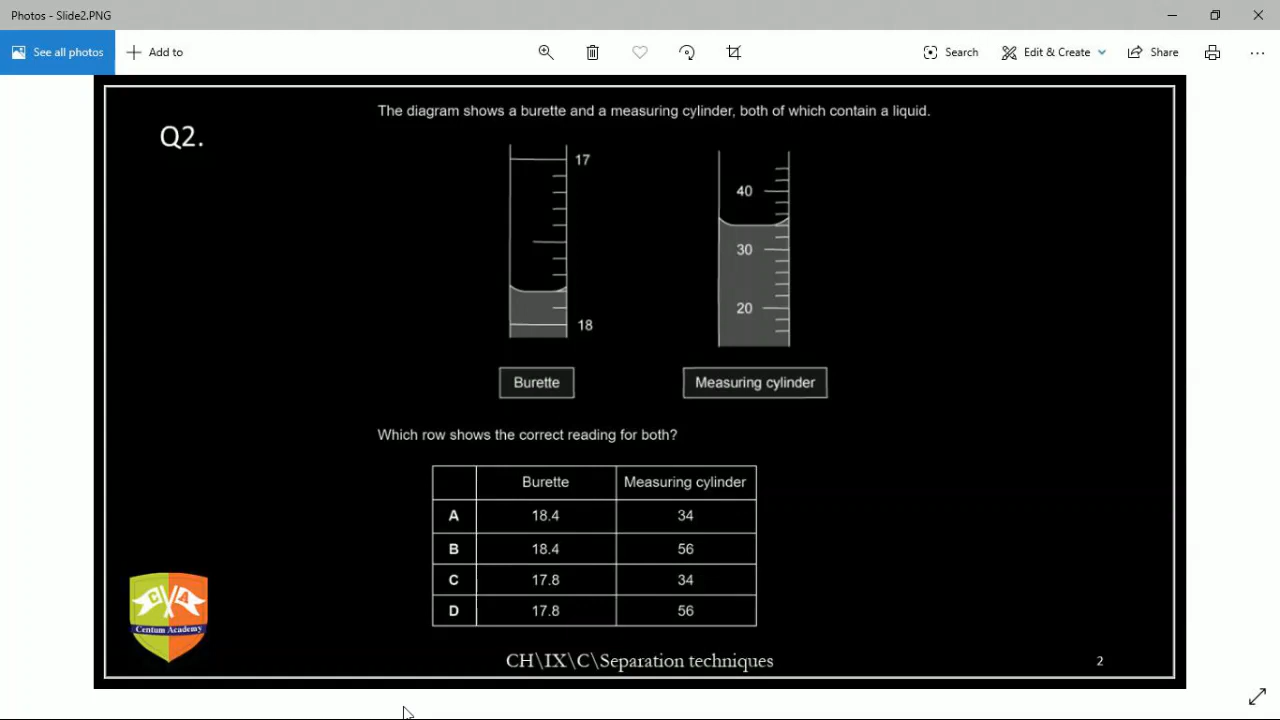 Photos - Slide2.PNG
See all photos
Add to
Search
Edit & Create
Share
Q2.
The diagram shows a burette and a measuring cylinder, both of which contain a liquid.
17
18
40
30
20
Burette
Measuring cylinder
Which row shows the correct reading for both?
Burette Measuring cylinder
A 18.4 34
B 18.4 56
C 17.8 34
D 17.8 56
C A
Centum Academy
CH\IX\C\Separation techniques
2